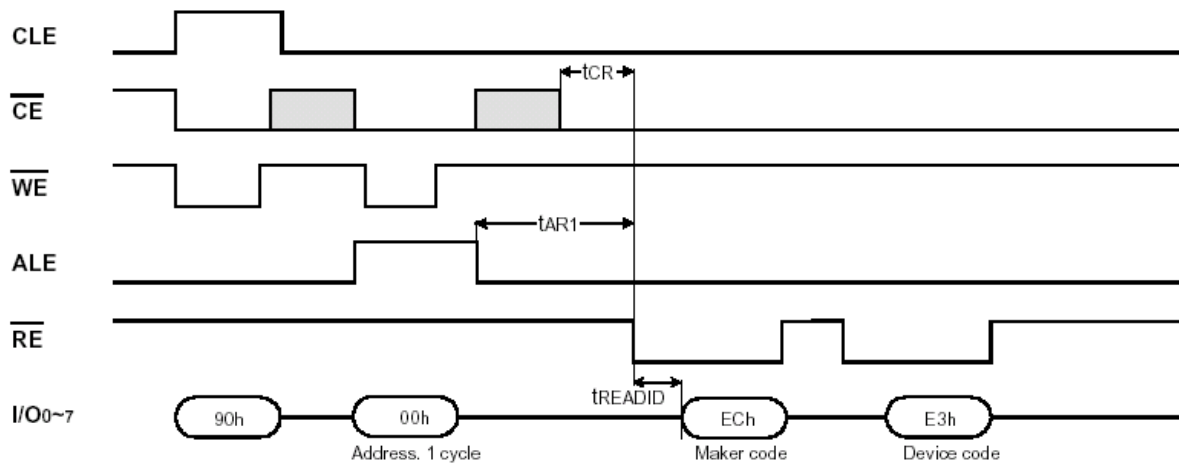 CLE
tCR
CE
WE
tAR1
ALE
RE
tREADID
I/O0~7
90h
00h
ECh
E3h
Address. 1 cycle
Maker code
Device code